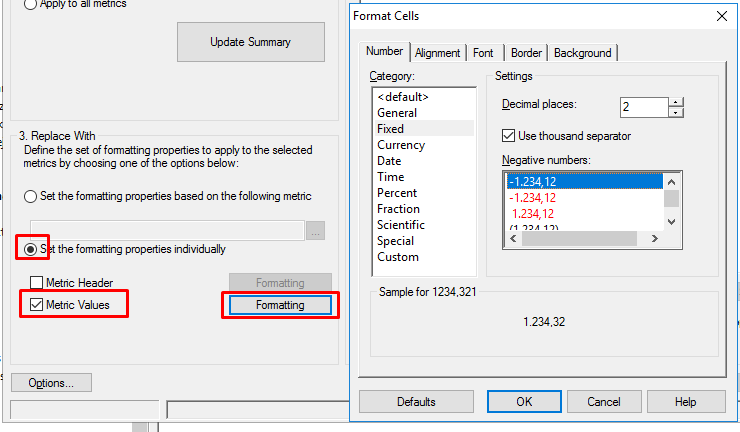 Apply to all metrics
Update Summary
3. Replace With
Define the set of formatting properties to apply to the selected
metrics by choosing one of the options below:
Set the formatting properties based on the following metric
...
Set the formatting properties individually
Metric Header
Formatting
Metric Values
Formatting
Options...
Format Cells
Number
Alignment
Font
Border
Background
Category:
<default>
General
Fixed
Currency
Date
Time
Percent
Fraction
Scientific
Special
Custom
Settings
Decimal places:
2
Use thousand separator
Negative numbers:
-1.234,12
-1.234,12
1.234,12
(1.234,12)
Sample for 1234,321
1.234,32
Defaults
OK
Cancel
Help